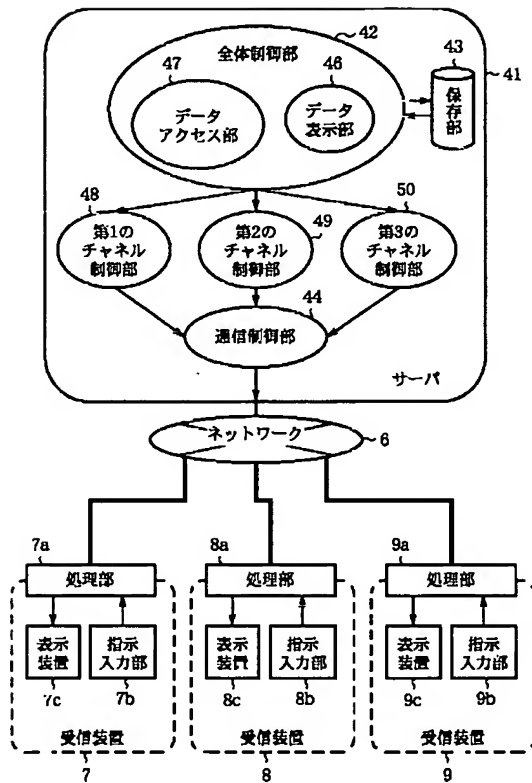 42
全体制御部
47
46
43
41
データ
アクセス部
データ
表示部
保存部
48
50
第1の
チャネル
制御部
第2の
チャネル
制御部
49
第3の
チャネル
制御部
44
通信制御部
サーバ
ネットワーク
6
7a
処理部
8a
処理部
9a
処理部
表示
装置
指示
入力部
表示
装置
指示
入力部
表示
装置
指示
入力部
7c
7b
8c
8b
9c
9b
受信装置
受信装置
受信装置
7
8
9